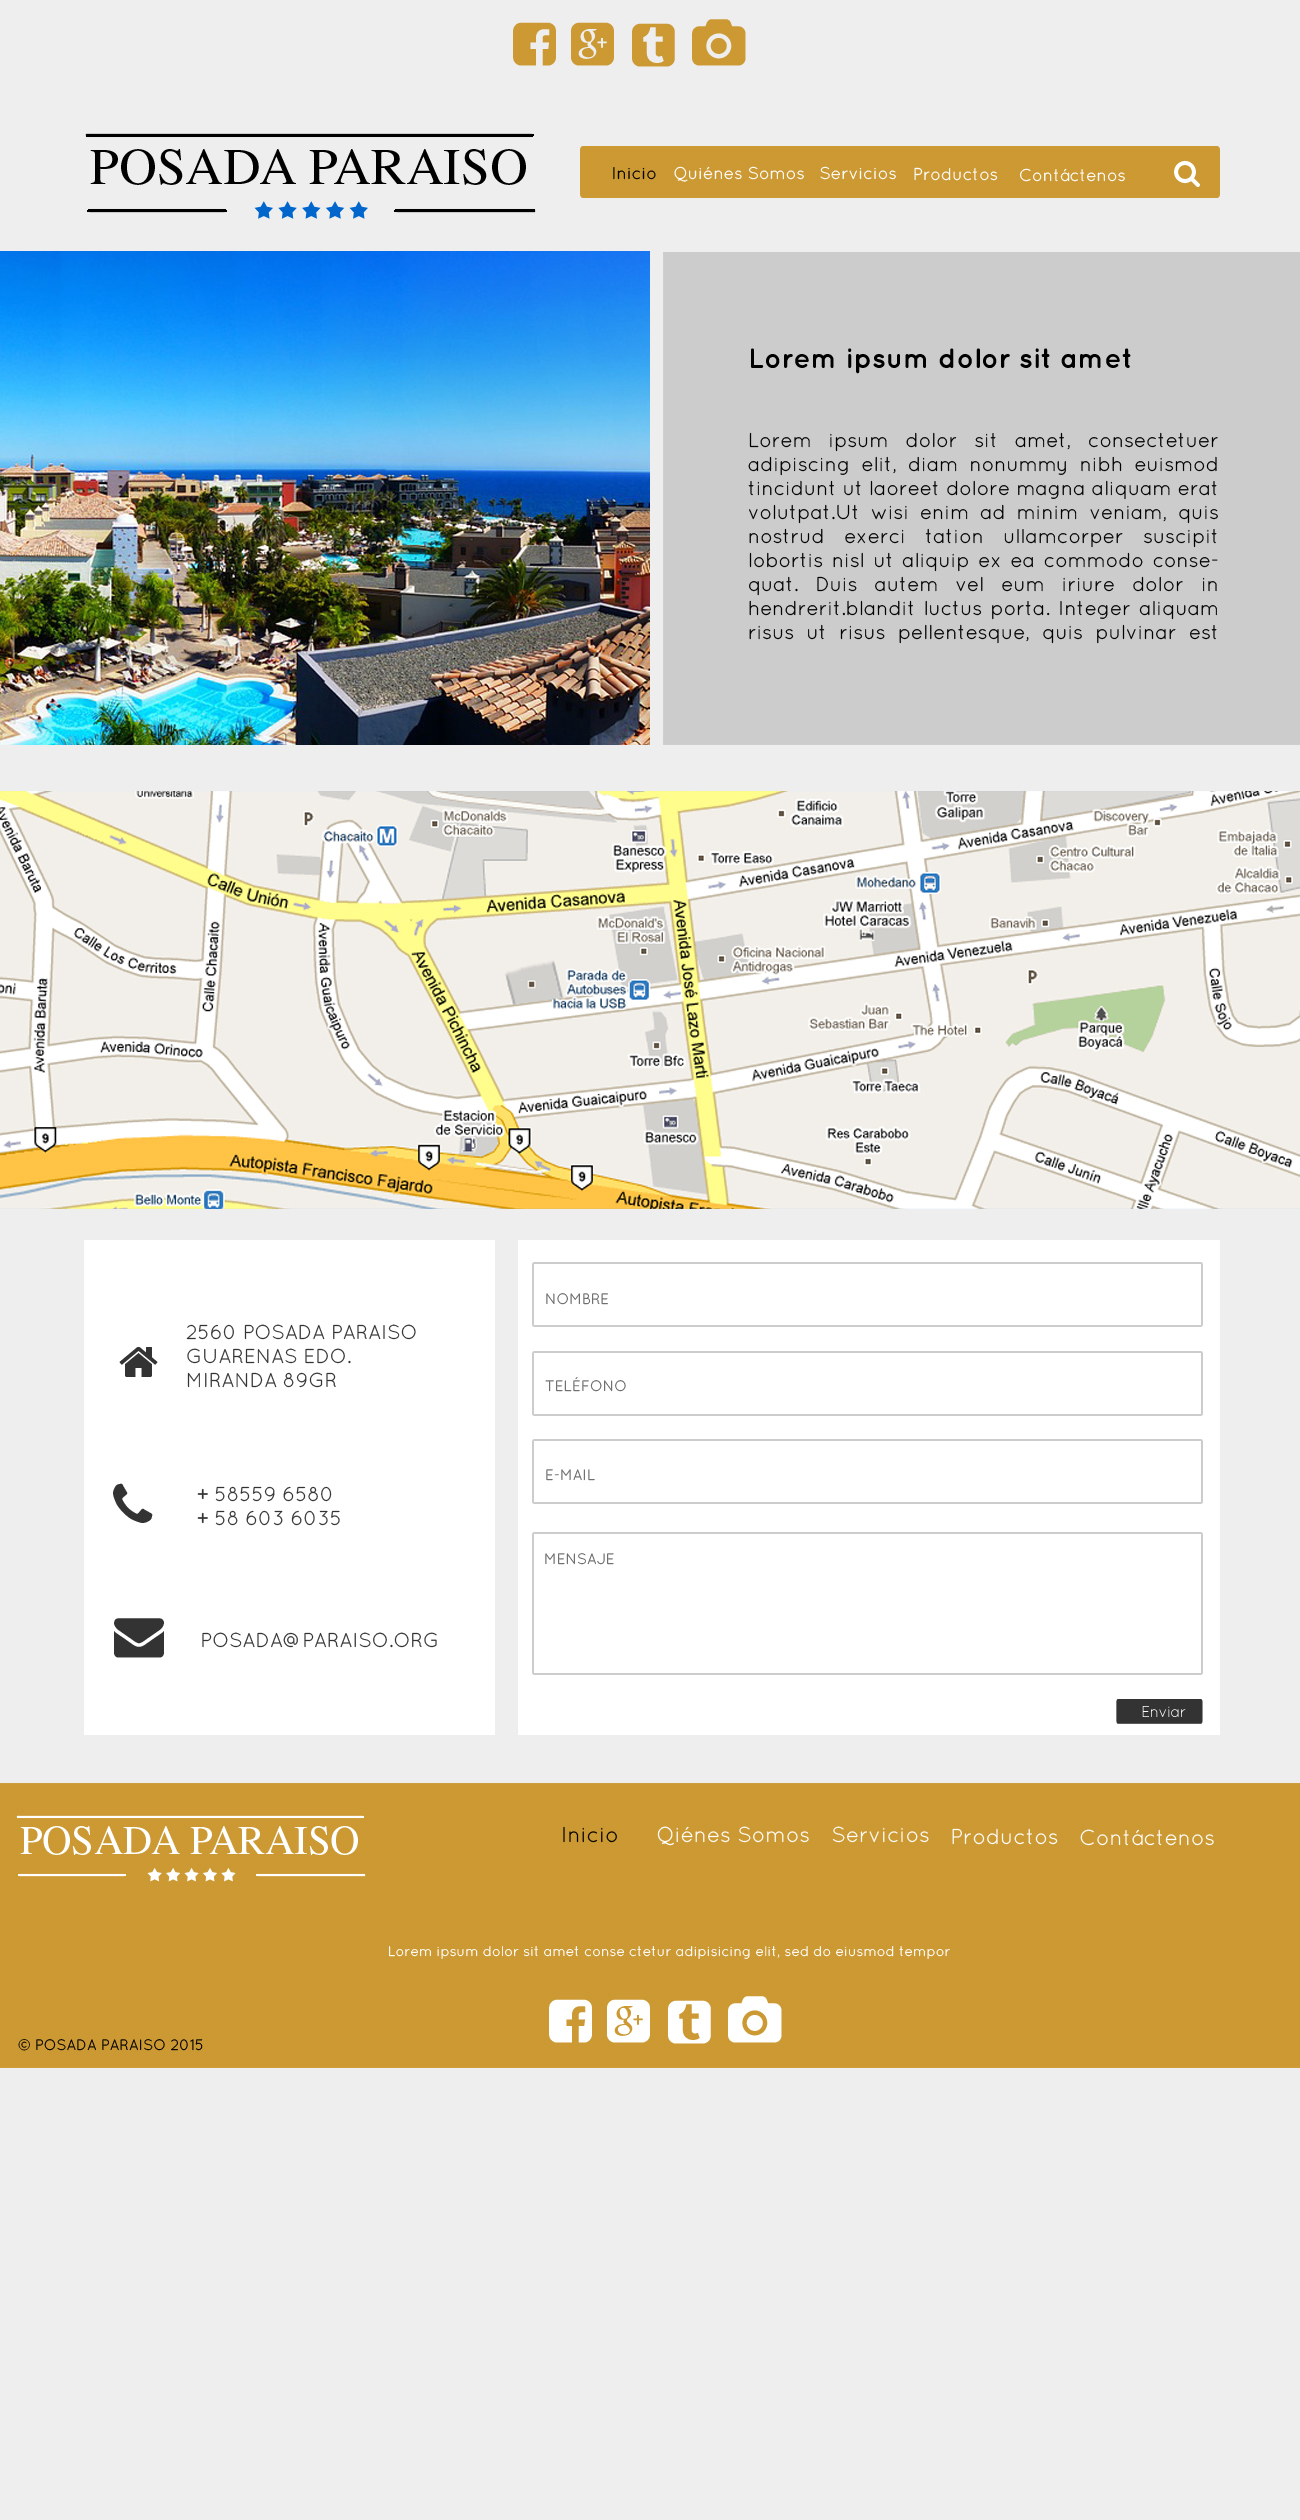 POSADA PARAISO
Inicio Quiénes Somos Servicios Productos Contáctenos
Lorem ipsum dolor sit amet
Lorem ipsum dolor sit amet, consectetuer
adipiscing elit, diam nonummy nibh euismod
tincidunt ut laoreet dolore magna aliquam erat
volutpat.Ut wisi enim ad minim veniam, quis
nostrud exerci tation ullamcorper suscipit
lobortis nisl ut aliquip ex ea commodo conse-
quat. Duis autem vel eum iriure dolor in
hendrerit.blandit luctus porta. Integer aliquam
risus ut risus pellentesque, quis pulvinar est
Universitaria
Avenida Baruta
P
Chacaito M
McDonalds
Chacaito
Banesco
Express
Torre Easo
Edificio
Canaima
Avenida Casanova
Torre
Galipan
Avenida Casanova
Discovery
Bar
Centro Cultural
Chacao
Embajada
de Italia
Alcaldia
de Chacao
Calle Unión
Avenida Casanova
Mohedano
JW Marriott
Hotel Caracas
McDonald's
El Rosal
Oficina Nacional
Antidrogas
Banavih
Avenida Venezuela
Avenida Venezuela
Calle Los Cerritos
Calle Chacaito
Avenida Guaicaipuro
Avenida Pichincha
Avenida José Lazo Marti
Parada de
Autobuses
hacia la USB
P
Calle Sojo
Avenida Baruta
Avenida Orinoco
Torre Bfc
Juan
Sebastian Bar
The Hotel
Parque
Boyacá
Avenida Guaicaipuro
Torre Taeca
Avenida Guaicaipuro
Calle Boyacá
Estacion
de Servicio
Banesco
Res Carabobo
Este
9
9
9
9
Autopista Francisco Fajardo
Bello Monte
Autopista
Avenida Carabobo
Calle Junín
Ayacucho
Calle Boyaca
2560 POSADA PARAISO
GUARENAS EDO.
MIRANDA 89GR
+ 58559 6580
+ 58 603 6035
POSADA@PARAISO.ORG
NOMBRE
TELÉFONO
E-MAIL
MENSAJE
Enviar
POSADA PARAISO
Inicio Qiénes Somos Servicios Productos Contáctenos
Lorem ipsum dolor sit amet conse ctetur adipisicing elit, sed do eiusmod tempor
© POSADA PARAISO 2015